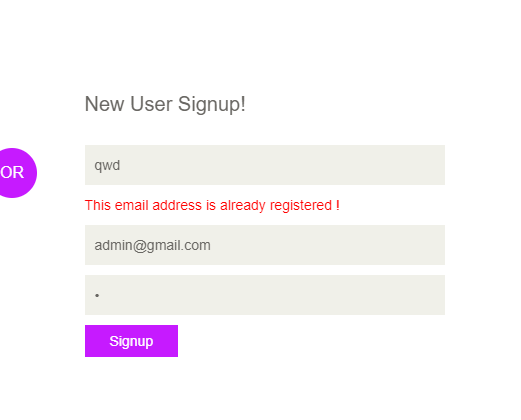 New User Signup!
OR
qwd
This email address is already registered !
admin@gmail.com
•
Signup